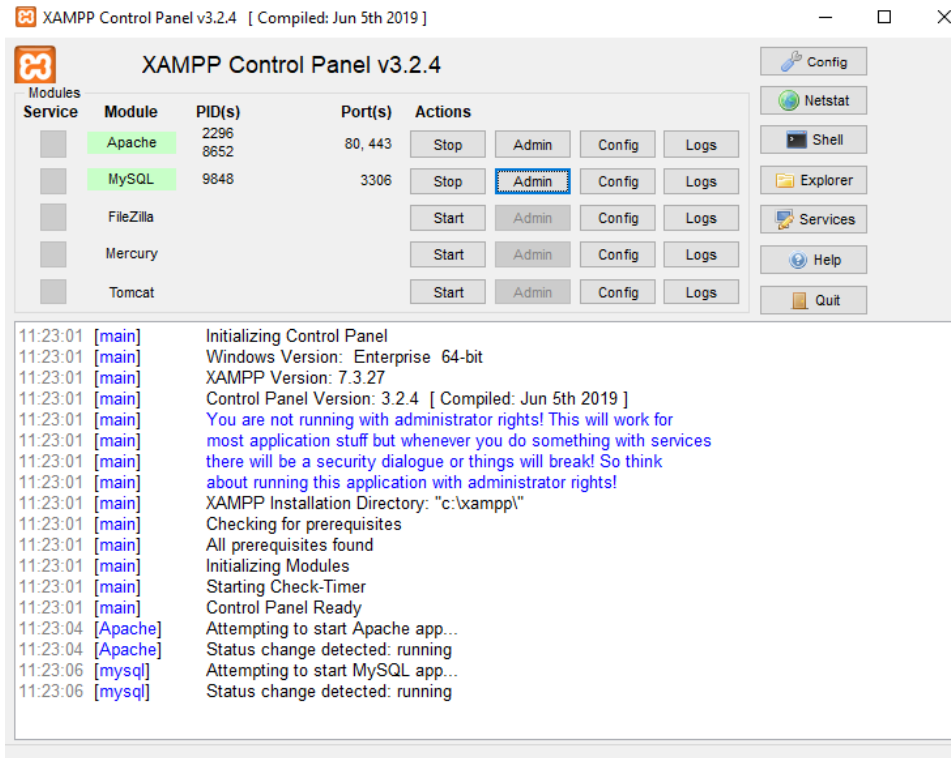 XAMPP Control Panel v3.2.4 [ Compiled: Jun 5th 2019 ]
XAMPP Control Panel v3.2.4
Config
Modules
Service Module PID(s) Port(s) Actions
Netstat
Apache 2296 8652 80, 443 Stop Admin Config Logs
Shell
MySQL 9848 3306 Stop Admin Config Logs
Explorer
FileZilla Start Admin Config Logs
Services
Mercury Start Admin Config Logs
Help
Tomcat Start Admin Config Logs
Quit
11:23:01 [main] Initializing Control Panel
11:23:01 [main] Windows Version: Enterprise 64-bit
11:23:01 [main] XAMPP Version: 7.3.27
11:23:01 [main] Control Panel Version: 3.2.4 [ Compiled: Jun 5th 2019 ]
11:23:01 [main] You are not running with administrator rights! This will work for
11:23:01 [main] most application stuff but whenever you do something with services
11:23:01 [main] there will be a security dialogue or things will break! So think
11:23:01 [main] about running this application with administrator rights!
11:23:01 [main] XAMPP Installation Directory: "c:\xampp\"
11:23:01 [main] Checking for prerequisites
11:23:01 [main] All prerequisites found
11:23:01 [main] Initializing Modules
11:23:01 [main] Starting Check-Timer
11:23:01 [main] Control Panel Ready
11:23:04 [Apache] Attempting to start Apache app...
11:23:04 [Apache] Status change detected: running
11:23:06 [mysql] Attempting to start MySQL app...
11:23:06 [mysql] Status change detected: running